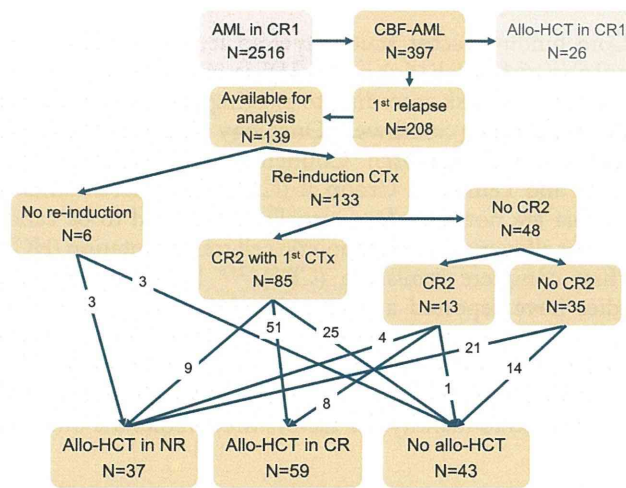 AML in CR1
N=2516
CBF-AML
N=397
Allo-HCT in CR1
N=26
Available for
analysis
N=139
1st relapse
N=208
Re-induction CTx
N=133
No re-induction
N=6
No CR2
N=48
CR2 with 1st CTx
N=85
CR2
N=13
No CR2
N=35
3
3
51
25
4
21
9
8
1
14
Allo-HCT in NR
N=37
Allo-HCT in CR
N=59
No allo-HCT
N=43